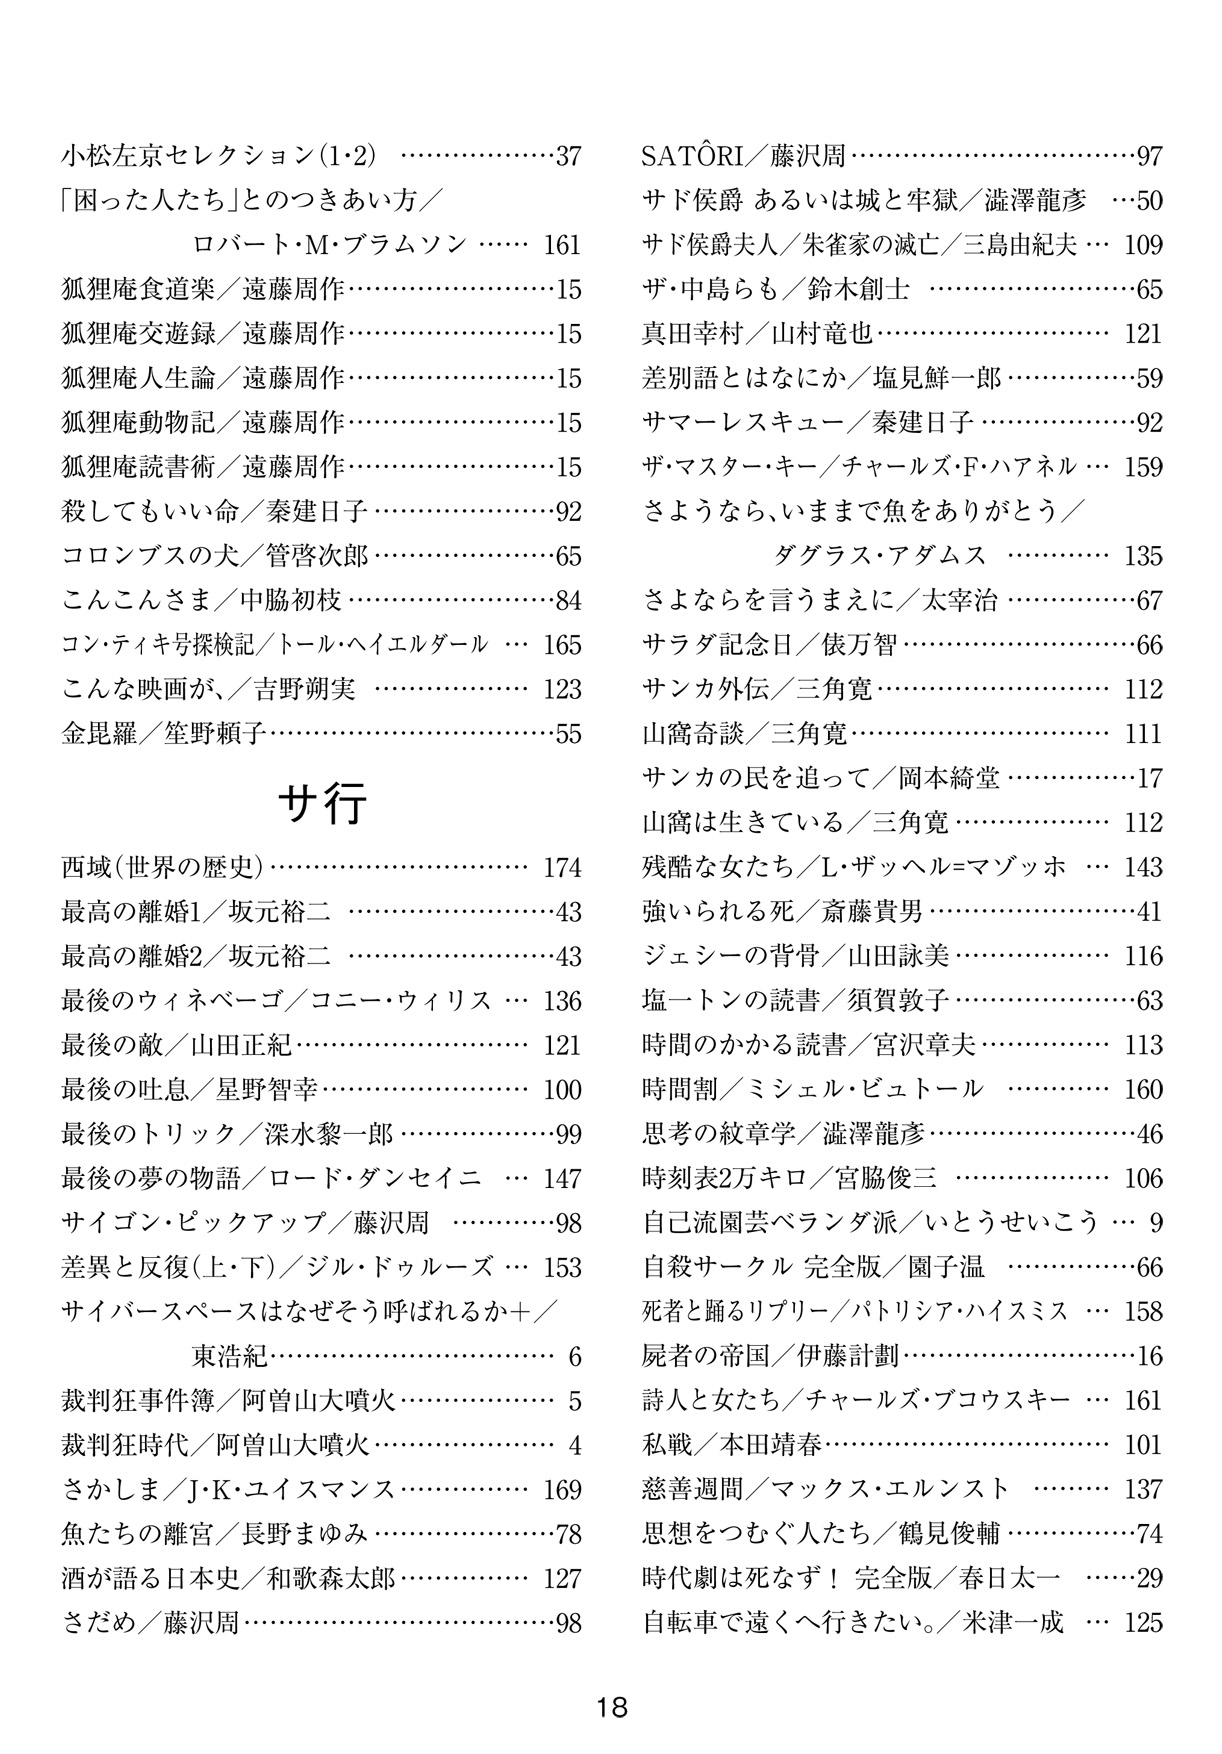 小松左京セレクション(1・2) ………………37
「困った人たち」とのつきあい方／
ロバート・M・ブラムソン …… 161
狐狸庵食道楽／遠藤周作……………………15
狐狸庵交遊録／遠藤周作……………………15
狐狸庵人生論／遠藤周作……………………15
狐狸庵動物記／遠藤周作……………………15
狐狸庵読書術／遠藤周作……………………15
殺してもいい命／秦建日子…………………92
コロンブスの犬／管啓次郎…………………65
こんこんさま／中脇初枝……………………84
コン・ティキ号探検記／トール・ヘイエルダール … 165
こんな映画が、／吉野朔実 ……………… 123
金毘羅／笙野頼子……………………………55
サ行
西域(世界の歴史)………………………… 174
最高の離婚1／坂元裕二 ……………………43
最高の離婚2／坂元裕二 ……………………43
最後のウィネベーゴ／コニー・ウィリス … 136
最後の敵／山田正紀……………………… 121
最後の吐息／星野智幸…………………… 100
最後のトリック／深水黎一郎………………99
最後の夢の物語／ロード・ダンセイニ … 147
サイゴン・ピックアップ／藤沢周 …………98
差異と反復(上・下)／ジル・ドゥルーズ … 153
サイバースペースはなぜそう呼ばれるか＋／
東浩紀…………………………… 6
裁判狂事件簿／阿曽山大噴火……………… 5
裁判狂時代／阿曽山大噴火………………… 4
さかしま／J・K・ユイスマンス…………… 169
魚たちの離宮／長野まゆみ…………………78
酒が語る日本史／和歌森太郎…………… 127
さだめ／藤沢周………………………………98
SATÔRI／藤沢周……………………………97
サド侯爵 あるいは城と牢獄／澁澤龍彥 …50
サド侯爵夫人／朱雀家の滅亡／三島由紀夫… 109
ザ・中島らも／鈴木創士 ……………………65
真田幸村／山村竜也……………………… 121
差別語とはなにか／塩見鮮一郎……………59
サマーレスキュー／秦建日子………………92
ザ・マスター・キー／チャールズ・F・ハアネル … 159
さようなら、いままで魚をありがとう／
ダグラス・アダムス ………… 135
さよならを言うまえに／太宰治……………67
サラダ記念日／俵万智………………………66
サンカ外伝／三角寛……………………… 112
山窩奇談／三角寛………………………… 111
サンカの民を追って／岡本綺堂……………17
山窩は生きている／三角寛……………… 112
残酷な女たち／L・ザッヘル=マゾッホ … 143
強いられる死／斎藤貴男……………………41
ジェシーの背骨／山田詠美……………… 116
塩一トンの読書／須賀敦子…………………63
時間のかかる読書／宮沢章夫…………… 113
時間割／ミシェル・ビュトール ………… 160
思考の紋章学／澁澤龍彥……………………46
時刻表2万キロ／宮脇俊三 ……………… 106
自己流園芸ベランダ派／いとうせいこう … 9
自殺サークル 完全版／園子温 ……………66
死者と踊るリプリー／パトリシア・ハイスミス … 158
屍者の帝国／伊藤計劃………………………16
詩人と女たち／チャールズ・ブコウスキー … 161
私戦／本田靖春…………………………… 101
慈善週間／マックス・エルンスト ……… 137
思想をつむぐ人たち／鶴見俊輔……………74
時代劇は死なず！ 完全版／春日太一 ……29
自転車で遠くへ行きたい。／米津一成 … 125
18